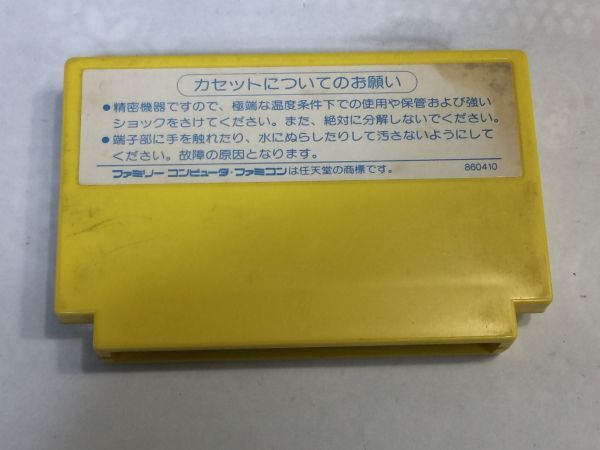 カセットについてのお願い
●精密機器ですので、極端な温度条件下での使用や保管および強い
ショックをさけてください。また、絶対に分解しないでください。
●端子部に手を触れたり、水にぬらしたりして汚さないようにして
ください。故障の原因となります。
ファミリー コンピュータ・ファミコンは任天堂の商標です。 860410